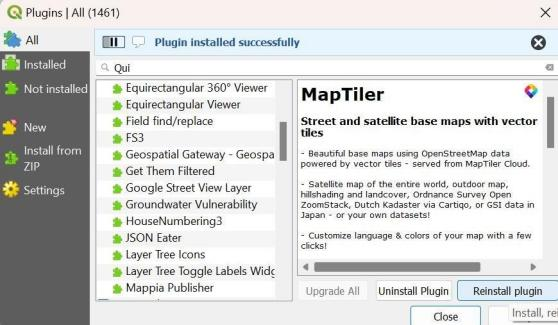 Plugins | All (1461)
All
Installed
Not installed
New
Install from
ZIP
Settings
Plugin installed successfully
Qui
Equirectangular 360° Viewer
Equirectangular Viewer
Field find/replace
FS3
Geospatial Gateway - Geospa
Get Them Filtered
Google Street View Layer
Groundwater Vulnerability
HouseNumbering3
JSON Eater
Layer Tree Icons
Layer Tree Toggle Labels Widg
Mappia Publisher
MapTiler
Street and satellite base maps with vector
tiles
- Beautiful base maps using OpenStreetMap data
powered by vector tiles - served from MapTiler Cloud.
- Satellite map of the entire world, outdoor map,
hillshading and landcover, Ordnance Survey Open
ZoomStack, Dutch Kadaster via Cartiqo, or GSI data in
Japan - or your own datasets!
- Customize language & colors of your map with a few
clicks!
Upgrade All
Uninstall Plugin
Reinstall plugin
Close
Install, re